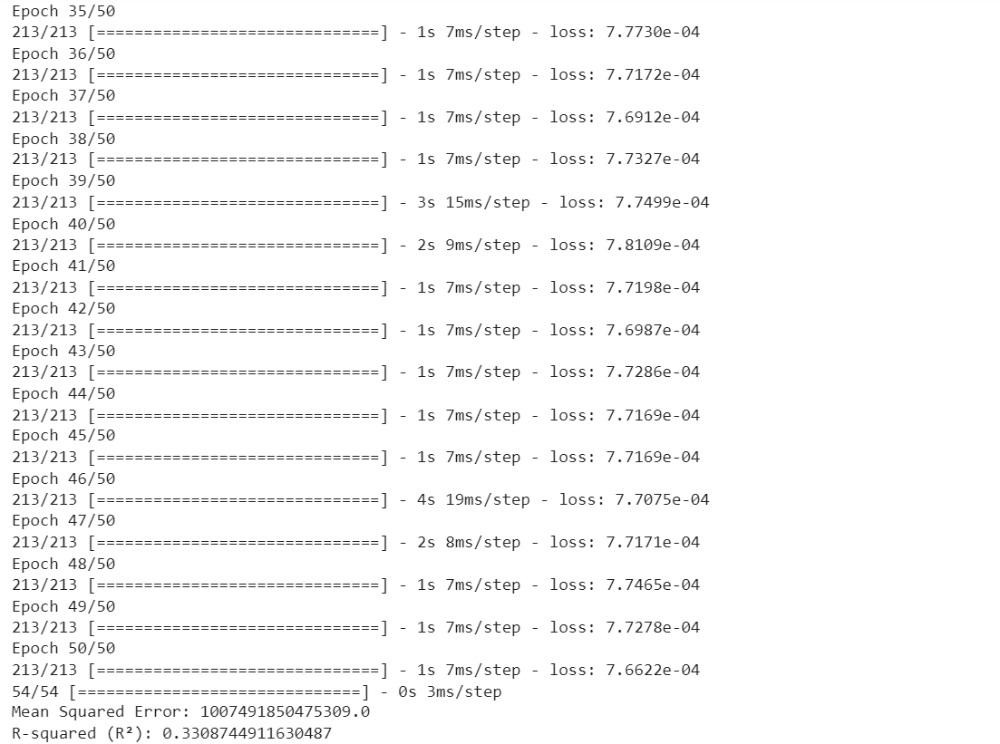 Epoch 35/50
213/213 [==============================] - 1s 7ms/step - loss: 7.7730e-04
Epoch 36/50
213/213 [==============================] - 1s 7ms/step - loss: 7.7172e-04
Epoch 37/50
213/213 [==============================] - 1s 7ms/step - loss: 7.6912e-04
Epoch 38/50
213/213 [==============================] - 1s 7ms/step - loss: 7.7327e-04
Epoch 39/50
213/213 [==============================] - 3s 15ms/step - loss: 7.7499e-04
Epoch 40/50
213/213 [==============================] - 2s 9ms/step - loss: 7.8109e-04
Epoch 41/50
213/213 [==============================] - 1s 7ms/step - loss: 7.7198e-04
Epoch 42/50
213/213 [==============================] - 1s 7ms/step - loss: 7.6987e-04
Epoch 43/50
213/213 [==============================] - 1s 7ms/step - loss: 7.7286e-04
Epoch 44/50
213/213 [==============================] - 1s 7ms/step - loss: 7.7169e-04
Epoch 45/50
213/213 [==============================] - 1s 7ms/step - loss: 7.7169e-04
Epoch 46/50
213/213 [==============================] - 4s 19ms/step - loss: 7.7075e-04
Epoch 47/50
213/213 [==============================] - 2s 8ms/step - loss: 7.7171e-04
Epoch 48/50
213/213 [==============================] - 1s 7ms/step - loss: 7.7465e-04
Epoch 49/50
213/213 [==============================] - 1s 7ms/step - loss: 7.7278e-04
Epoch 50/50
213/213 [==============================] - 1s 7ms/step - loss: 7.6622e-04
54/54 [==============================] - 0s 3ms/step
Mean Squared Error: 1007491850475309.0
R-squared (R²): 0.3308744911630487